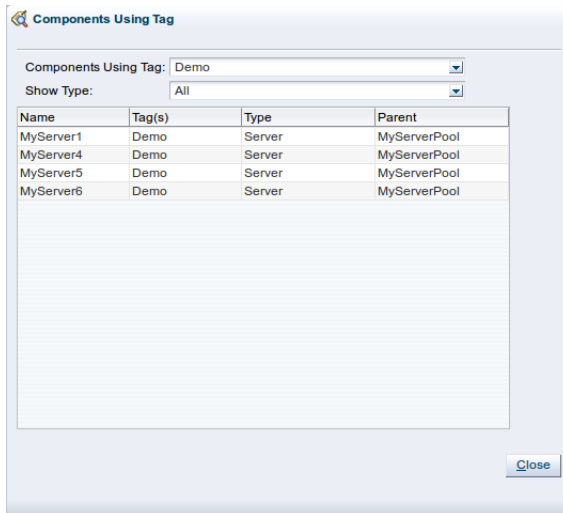 Components Using Tag
Components Using Tag: Demo
Show Type: All
Name Tag(s) Type Parent
MyServer1 Demo Server MyServerPool
MyServer4 Demo Server MyServerPool
MyServer5 Demo Server MyServerPool
MyServer6 Demo Server MyServerPool
Close